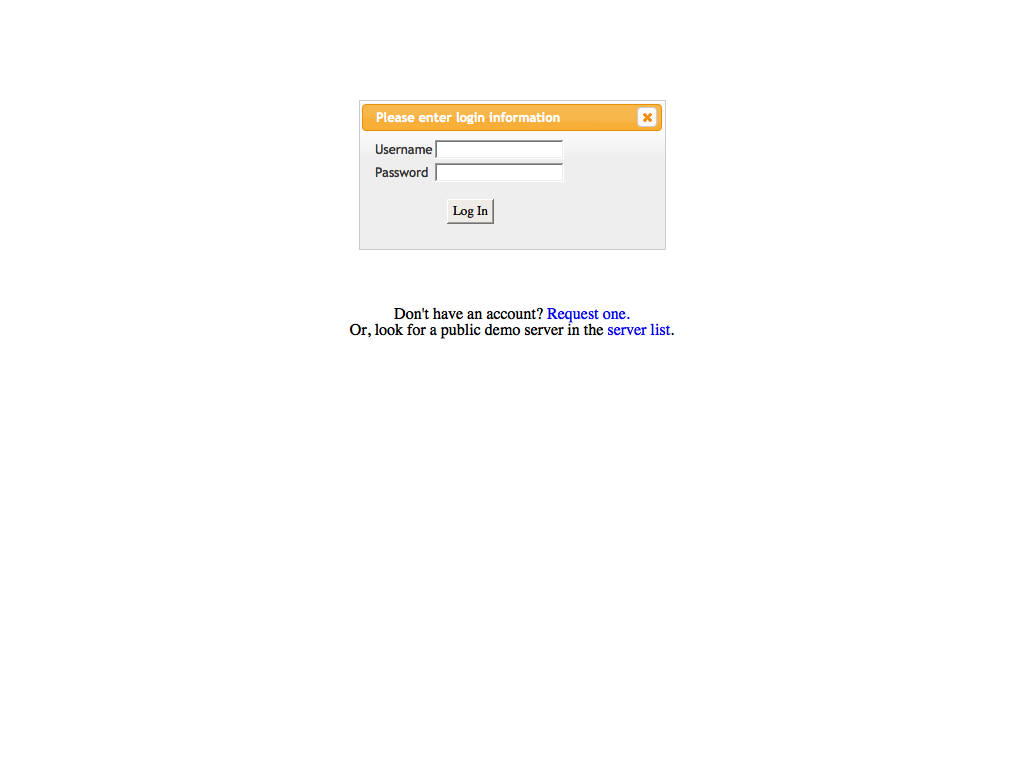 Please enter login information
Username
Password
Log In
Don't have an account? Request one.
Or, look for a public demo server in the server list.